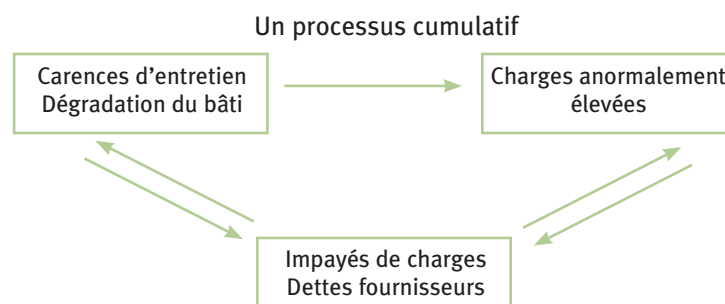 Un processus cumulatif
Carences d’entretien
Dégradation du bâti
Charges anormalement
élevées
Impayés de charges
Dettes fournisseurs